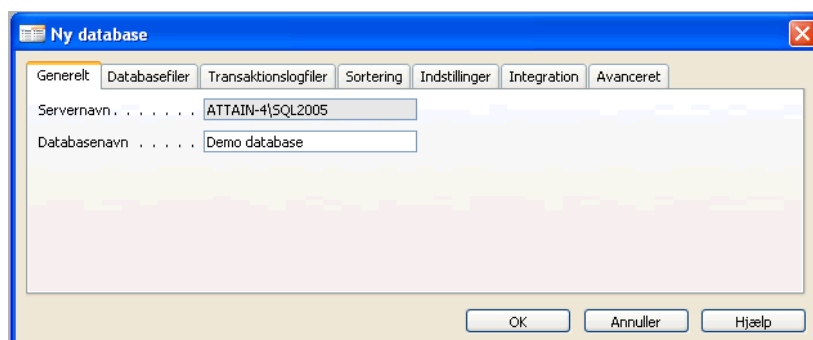 Ny database
Generelt Databasefiler Transaktionslogfiler Sortering Indstillinger Integration Avanceret
Servernavn . . . . . . . ATTAIN-4\SQL2005
Databasenavn . . . . . Demo database
OK Annuller Hjælp